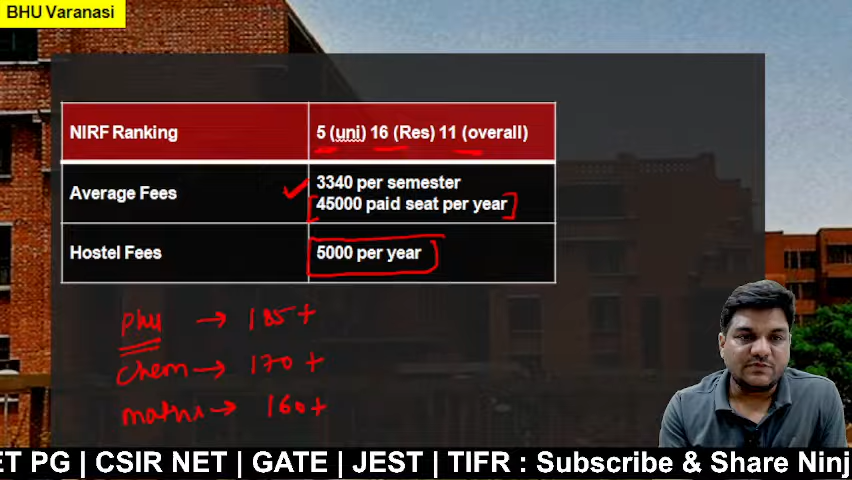 BHU Varanasi
NIRF Ranking
5 (uni) 16 (Res) 11 (overall)
Average Fees
3340 per semester
45000 paid seat per year
Hostel Fees
5000 per year
Phy → 185+
Chem → 170+
maths → 160+
ET PG | CSIR NET | GATE | JEST | TIFR : Subscribe & Share Ninj